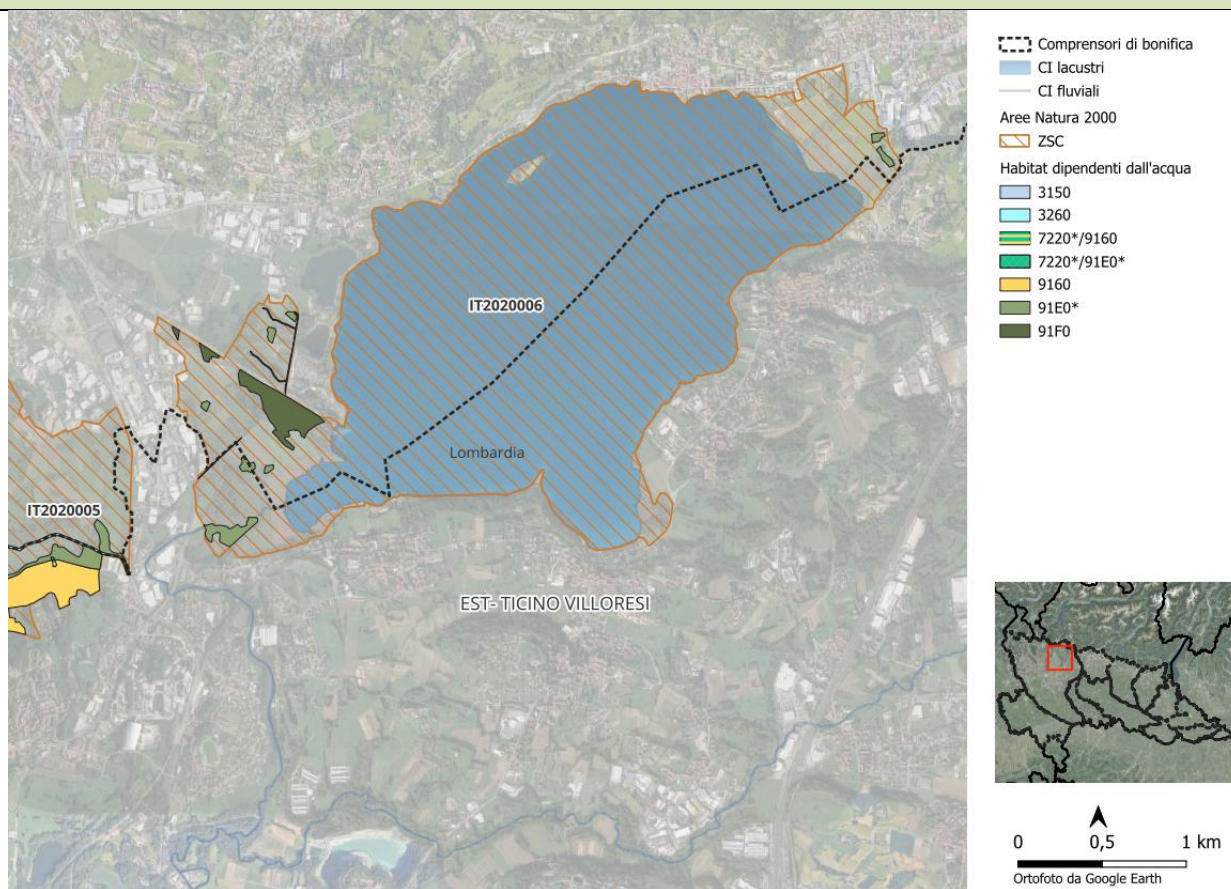 IT2020006
Lombardia
IT2020005
EST- TICINO VILLORESI
Comprensori di bonifica
CI lacustri
CI fluviali
Aree Natura 2000
ZSC
Habitat dipendenti dall'acqua
3150
3260
7220*/9160
7220*/91E0*
9160
91E0*
91F0
0 0,5 1 km
Ortofoto da Google Earth